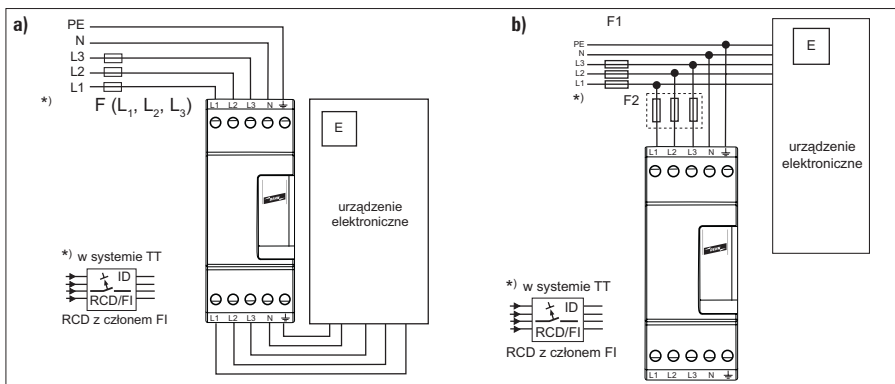 a)
PE
N
L3
L2
L1
*) F (L₁, L₂, L₃)
L1 L2 L3 N
E
urządzenie
elektroniczne
*) w systemie TT
ID
RCD/FI
RCD z członem FI
L1 L2 L3 N
b)
F1
PE
N
L3
L2
L1
*)
F2
E
urządzenie
elektroniczne
L1 L2 L3 N
*) w systemie TT
ID
RCD/FI
RCD z członem FI
L1 L2 L3 N